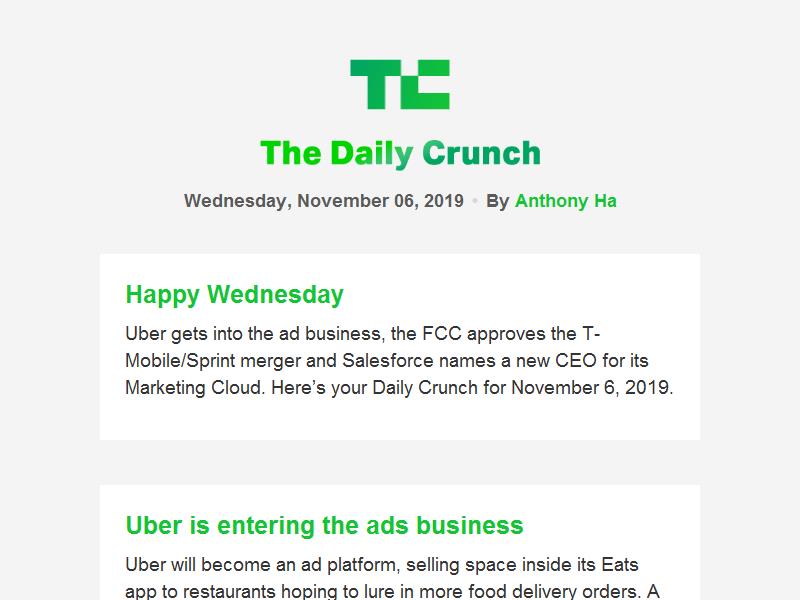 TC
The Daily Crunch
Wednesday, November 06, 2019 • By Anthony Ha
Happy Wednesday
Uber gets into the ad business, the FCC approves the T-
Mobile/Sprint merger and Salesforce names a new CEO for its
Marketing Cloud. Here’s your Daily Crunch for November 6, 2019.
Uber is entering the ads business
Uber will become an ad platform, selling space inside its Eats
app to restaurants hoping to lure in more food delivery orders. A